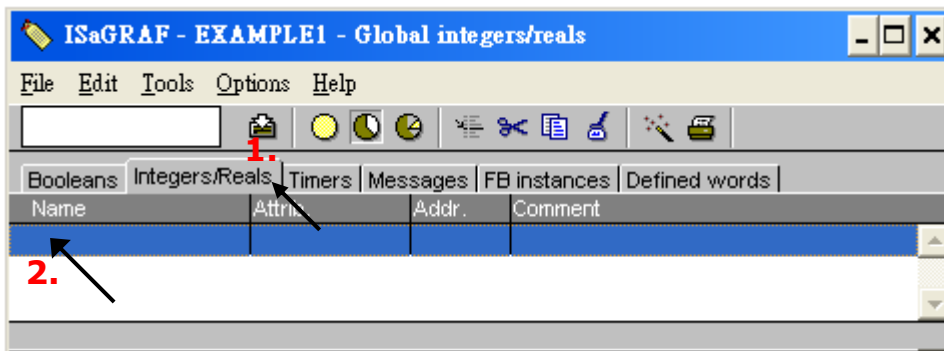 ISaGRAF - EXAMPLE1 - Global integers/reals
File Edit Tools Options Help
1.
Booleans Integers/Reals Timers Messages FB instances Defined words
Name Attrib. Addr. Comment
2.